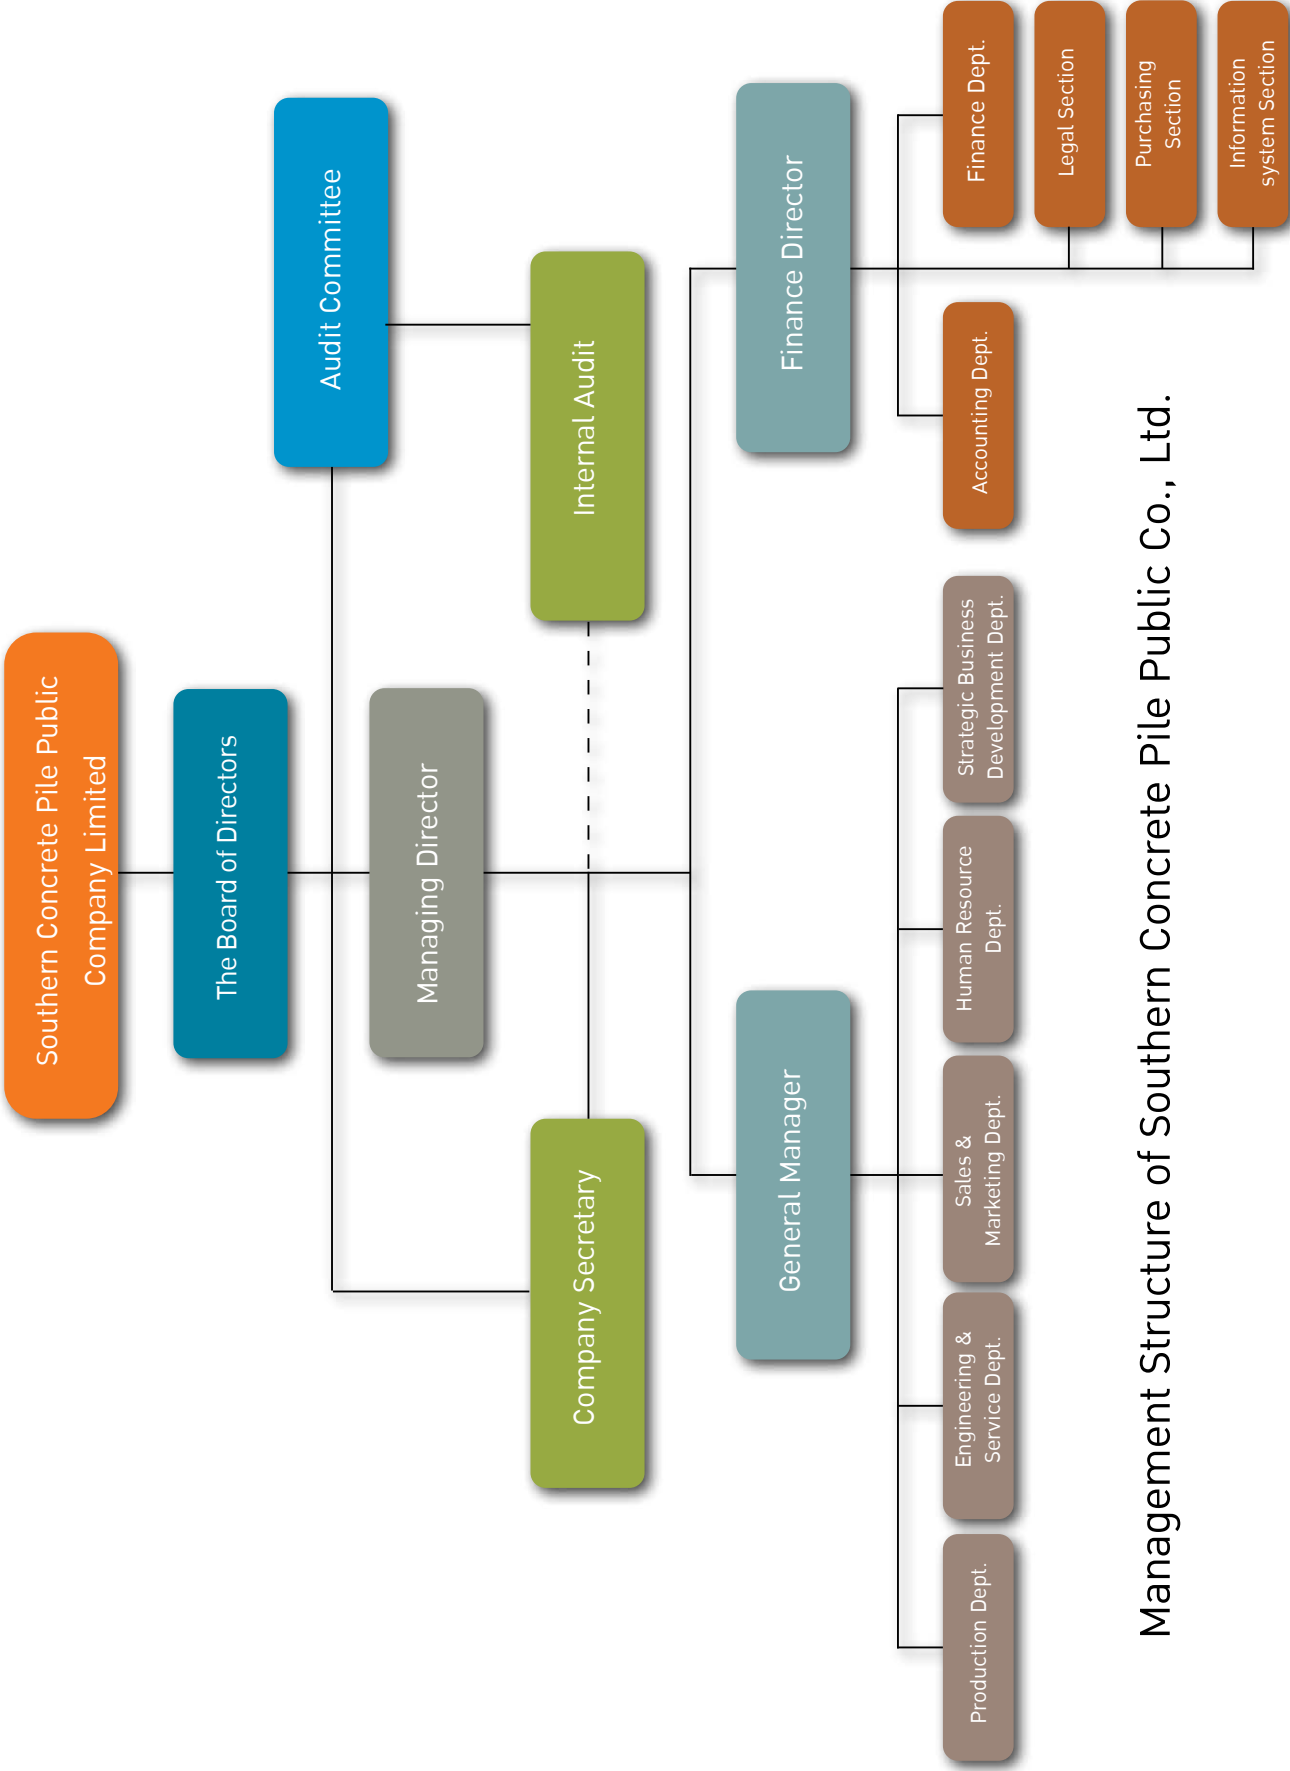 Southern Concrete Pile Public
Company Limited
The Board of Directors
Audit Committee
Managing Director
Company Secretary
Internal Audit
General Manager
Finance Director
Production Dept.
Engineering &
Service Dept.
Sales &
Marketing Dept.
Human Resource
Dept.
Strategic Business
Development Dept.
Accounting Dept.
Finance Dept.
Legal Section
Purchasing
Section
Information
system Section
Management Structure of Southern Concrete Pile Public Co., Ltd.